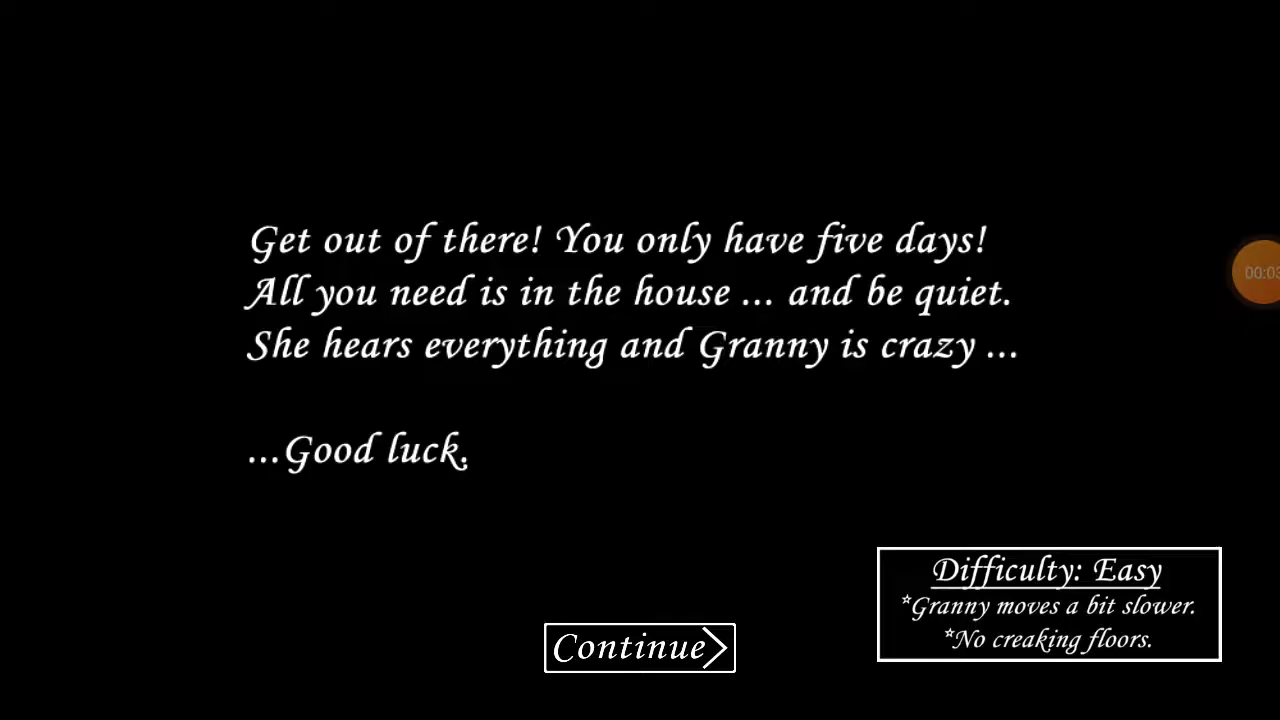 Get out of there! You only have five days!
All you need is in the house ... and be quiet.
She hears everything and Granny is crazy ...
...Good luck.
00:03
Difficulty: Easy
*Granny moves a bit slower.
*No creaking floors.
Continue>